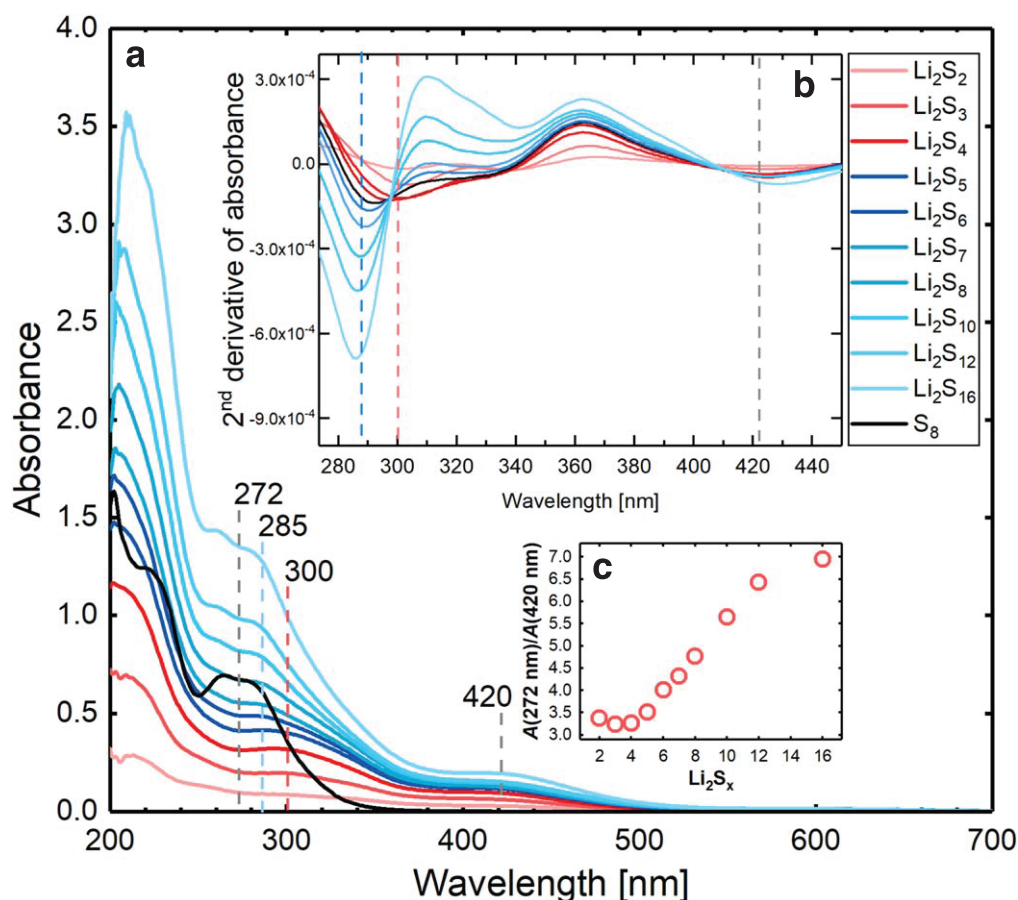 a
4.0
3.5
3.0
2.5
2.0
1.5
1.0
0.5
0.0
Absorbance
200
300
400
500
600
700
Wavelength [nm]
272
285
300
420
b
3.0x10⁻⁴
0.0
-3.0x10⁻⁴
-6.0x10⁻⁴
-9.0x10⁻⁴
2ⁿᵈ derivative of absorbance
280
300
320
340
360
380
400
420
440
Wavelength [nm]
Li₂S₂
Li₂S₃
Li₂S₄
Li₂S₅
Li₂S₆
Li₂S₇
Li₂S₈
Li₂S₁₀
Li₂S₁₂
Li₂S₁₆
S₈
c
7.0
6.5
6.0
5.5
5.0
4.5
4.0
3.5
3.0
A(272 nm)/A(420 nm)
2
4
6
8
10
12
14
16
Li₂Sₓ